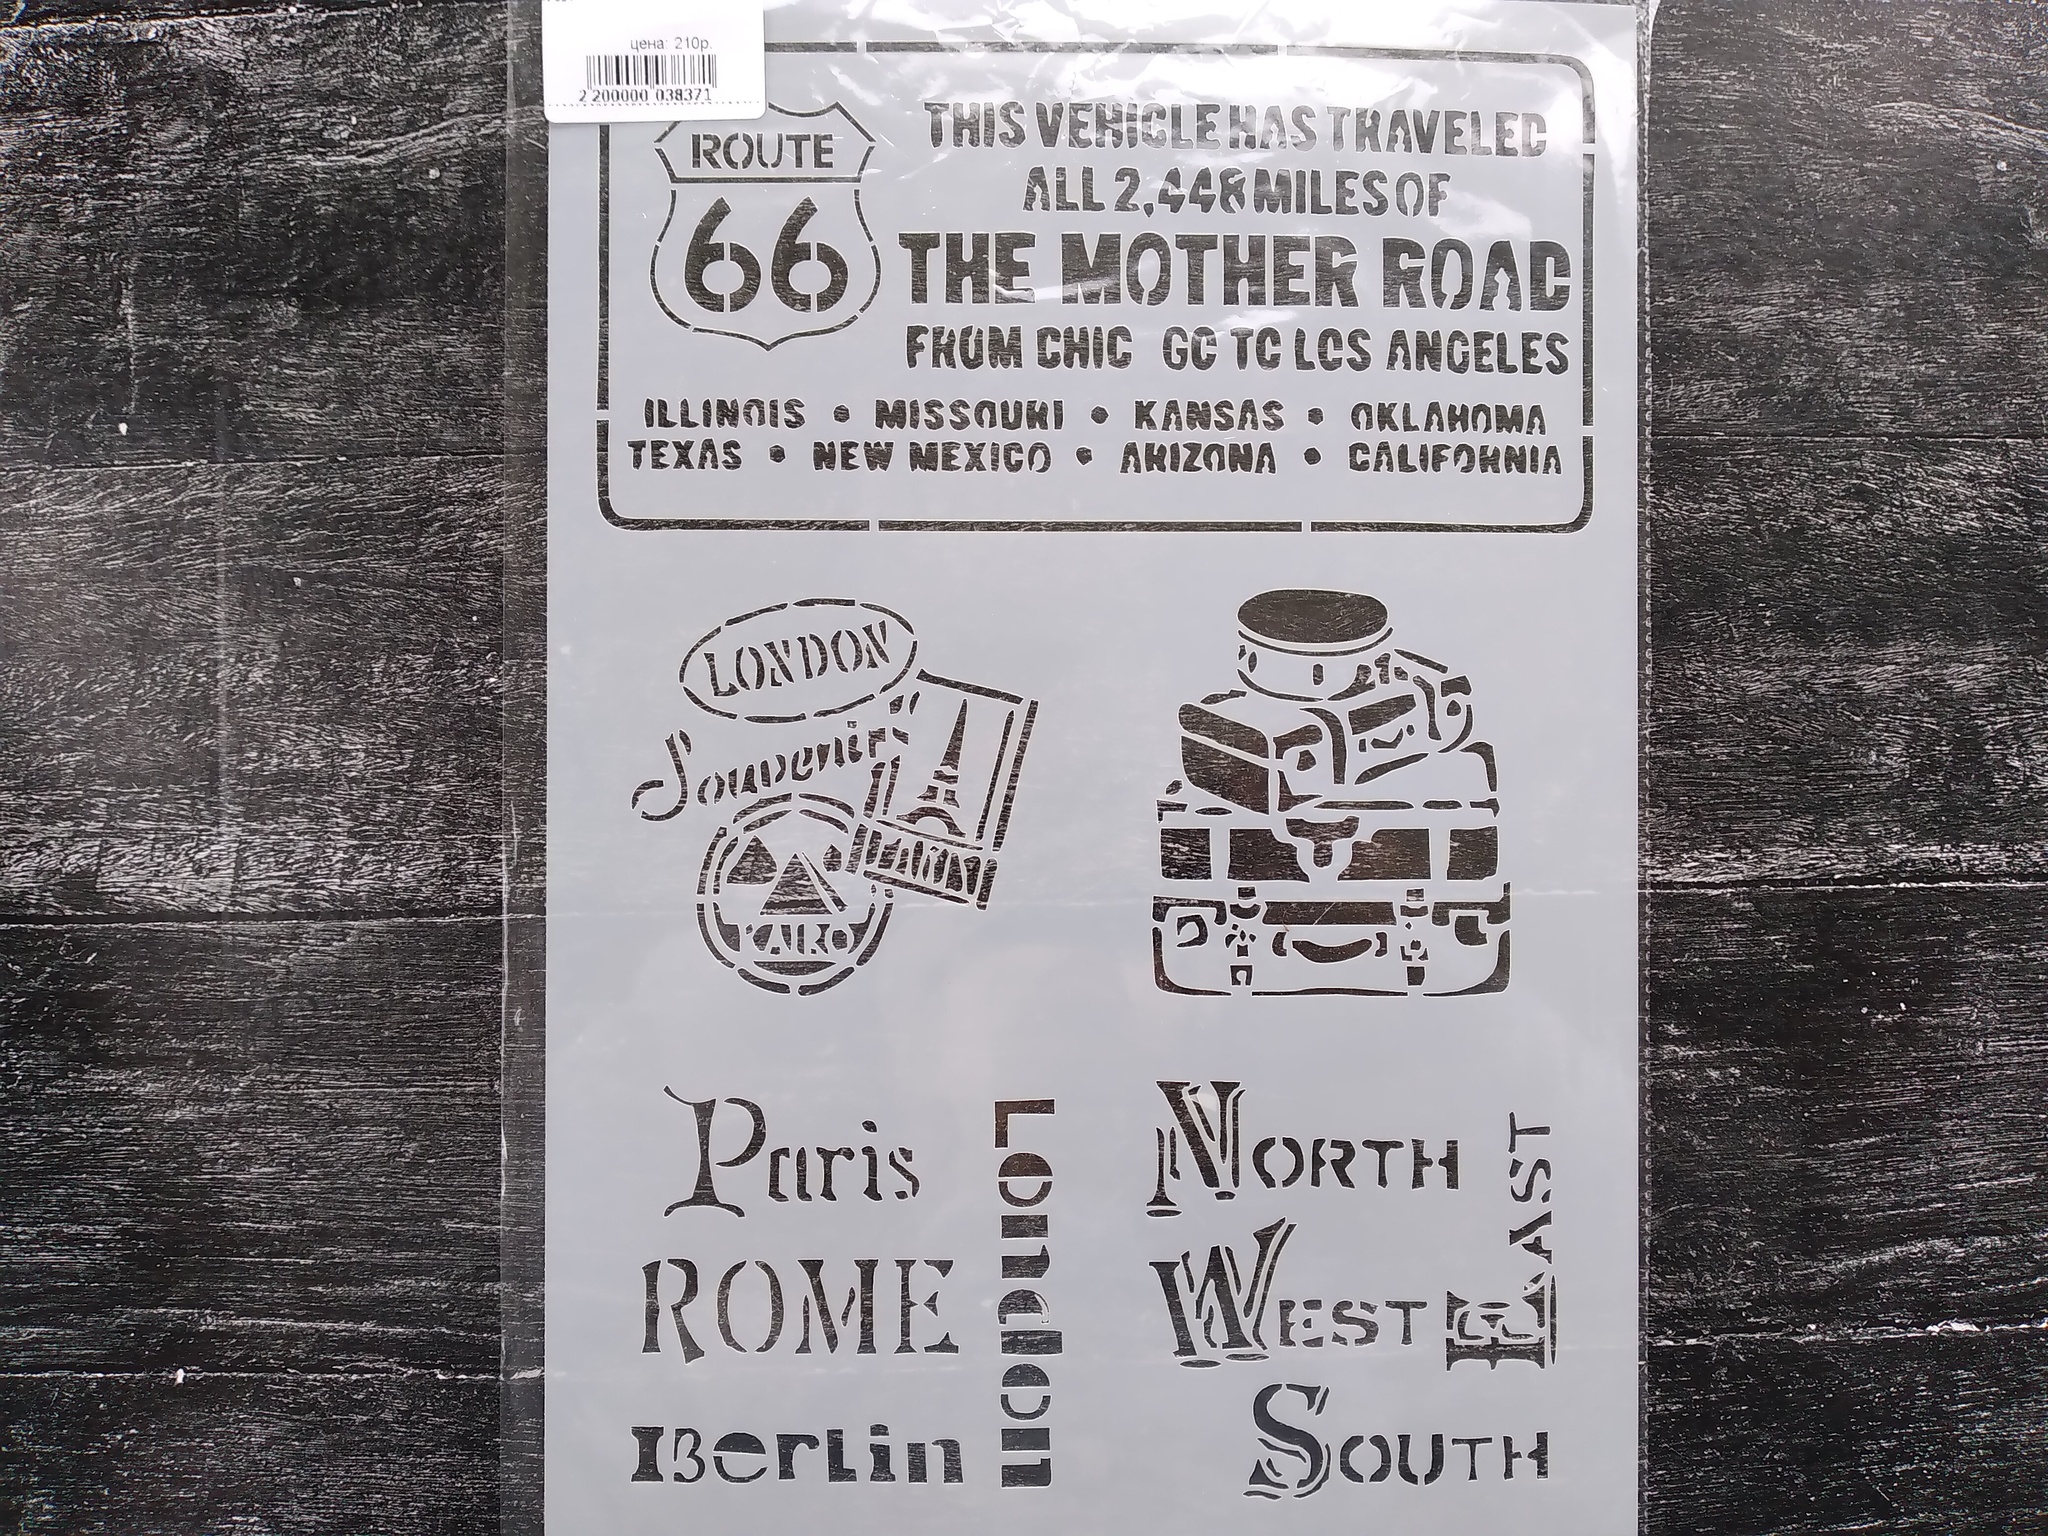 цена: 210р.
2 200000 038371
ROUTE
66
THIS VEHICLE HAS TRAVELED
ALL 2,448 MILES OF
THE MOTHER ROAD
FROM CHIC GO TO LOS ANGELES
ILLINOIS • MISSOURI • KANSAS • OKLAHOMA
TEXAS • NEW MEXICO • ARIZONA • CALIFORNIA
LONDON
Souvenirs
PARIS
CAIRO
Paris
ROME
Berlin
London
NORTH
WEST
EAST
SOUTH